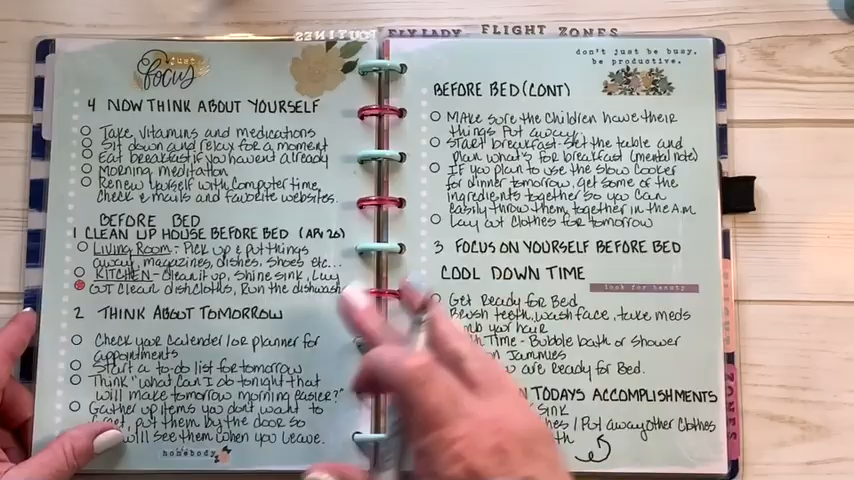 ROUTINES
FLY LADY - FLIGHT ZONES
just
focus
4 NOW THINK ABOUT YOURSELF
Take vitamins and medications
Sit down and relax for a moment
Eat breakfast if you havent already
Morning meditation
Renew yourself with computer time,
check e mails and favorite websites.
BEFORE BED
1 CLEAN UP HOUSE BEFORE BED
LIVING ROOM - Pick up & put things
away, magazines, dishes, shoes etc...
KITCHEN - Clean it up, Shine sink, Lay
OUT Clean dishcloths, Run the dishwash
2 THINK ABOUT TOMORROW
Check your calender /or planner for
appointments
Start a to-do list for tomorrow
Think "what can I do tonight that
will make tomorrow morning easier?"
Gather up items you dont want to
put them by the door so
will see them when you leave.
homebody
don't just be busy,
be productive.
BEFORE BED (CONT)
Make sure the children have their
things put away
Start breakfast - set the table and
plan what's for breakfast (mental note)
If you plan to use the slow cooker
for dinner tomorrow, get some of the
ingredients together so you can
easily throw them together in the A.M
Lay out clothes for tomorrow
3 FOCUS ON YOURSELF BEFORE BED
COOL DOWN TIME
look for beauty
Get Ready for Bed
Brush teeth, wash face, take meds
your hair
Time - Bubble bath or shower
on Jammies
are Ready for Bed.
TODAYS ACCOMPLISHMENTS
SINK
/ Put away other clothes
ZONES